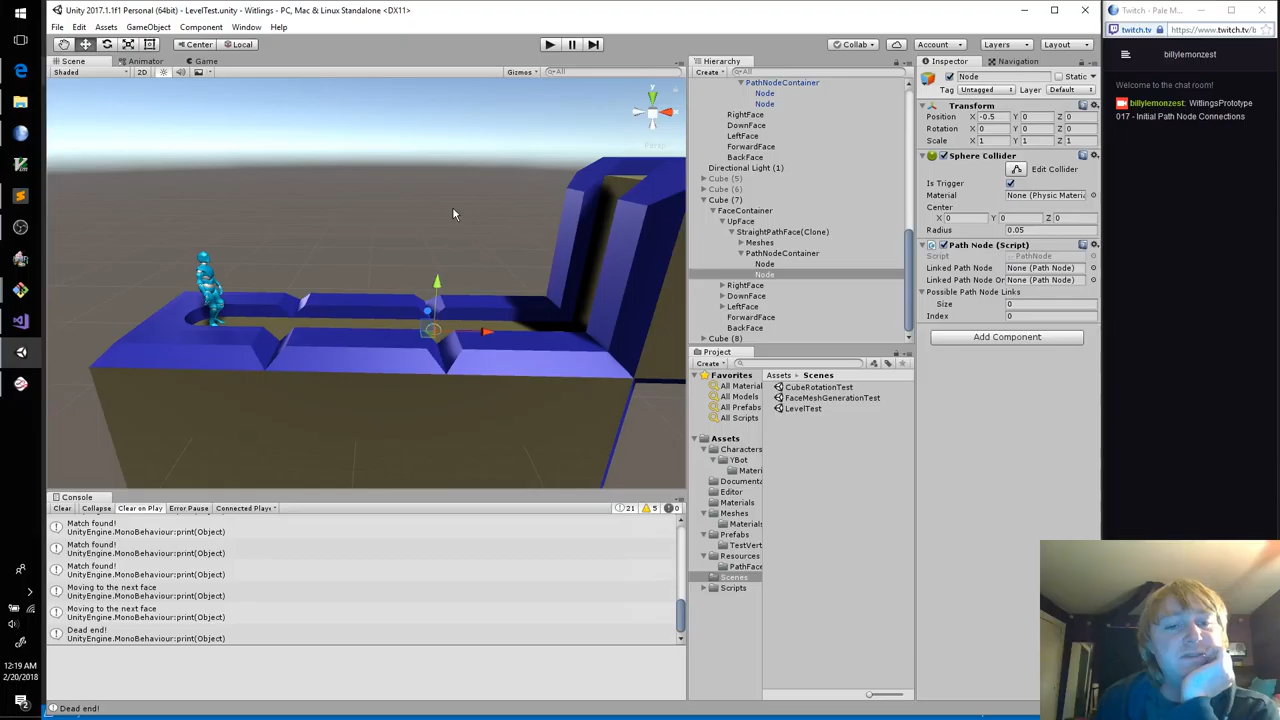 Unity 2017.1.1f1 Personal (64bit) - LevelTest.unity - Witlings - PC, Mac & Linux Standalone <DX11>
File Edit Assets GameObject Component Window Help
Center Local
Collab Account Layers Layout
Scene Animator Game
Shaded 2D Gizmos All
Persp
Hierarchy
Create All
PathNodeContainer
Node
Node
RightFace
DownFace
LeftFace
ForwardFace
BackFace
Directional Light (1)
Cube (5)
Cube (6)
Cube (7)
FaceContainer
UpFace
StraightPathFace(Clone)
Meshes
PathNodeContainer
Node
Node
RightFace
DownFace
LeftFace
ForwardFace
BackFace
Cube (8)
Project
Create
Favorites
All Materia
All Models
All Prefabs
All Scripts
Assets
Characters
YBot
Materi
Documenta
Editor
Materials
Meshes
Materials
Prefabs
TestVert
Resources
PathFace
Scenes
Scripts
Assets Scenes
CubeRotationTest
FaceMeshGenerationTest
LevelTest
Inspector Navigation
Node Static
Tag Untagged Layer Default
Transform
Position X -0.5 Y 0 Z 0
Rotation X 0 Y 0 Z 0
Scale X 1 Y 1 Z 1
Sphere Collider
Edit Collider
Is Trigger
Material None (Physic Materia
Center
X 0 Y 0 Z 0
Radius 0.05
Path Node (Script)
Script PathNode
Linked Path Node None (Path Node)
Linked Path Node Or None (Path Node)
Possible Path Node Links
Size 0
Index 0
Add Component
Console
Clear Collapse Clear on Play Error Pause Connected Playe
21 5 0
Match found!
UnityEngine.MonoBehaviour:print(Object)
Match found!
UnityEngine.MonoBehaviour:print(Object)
Match found!
UnityEngine.MonoBehaviour:print(Object)
Moving to the next face
UnityEngine.MonoBehaviour:print(Object)
Moving to the next face
UnityEngine.MonoBehaviour:print(Object)
Dead end!
UnityEngine.MonoBehaviour:print(Object)
Dead end!
12:19 AM
2/20/2018
Twitch - Pale M
twitch.tv https://www.twitch.tv/b
billylemonzest
Welcome to the chat room!
billylemonzest: WitlingsPrototype
017 - Initial Path Node Connections